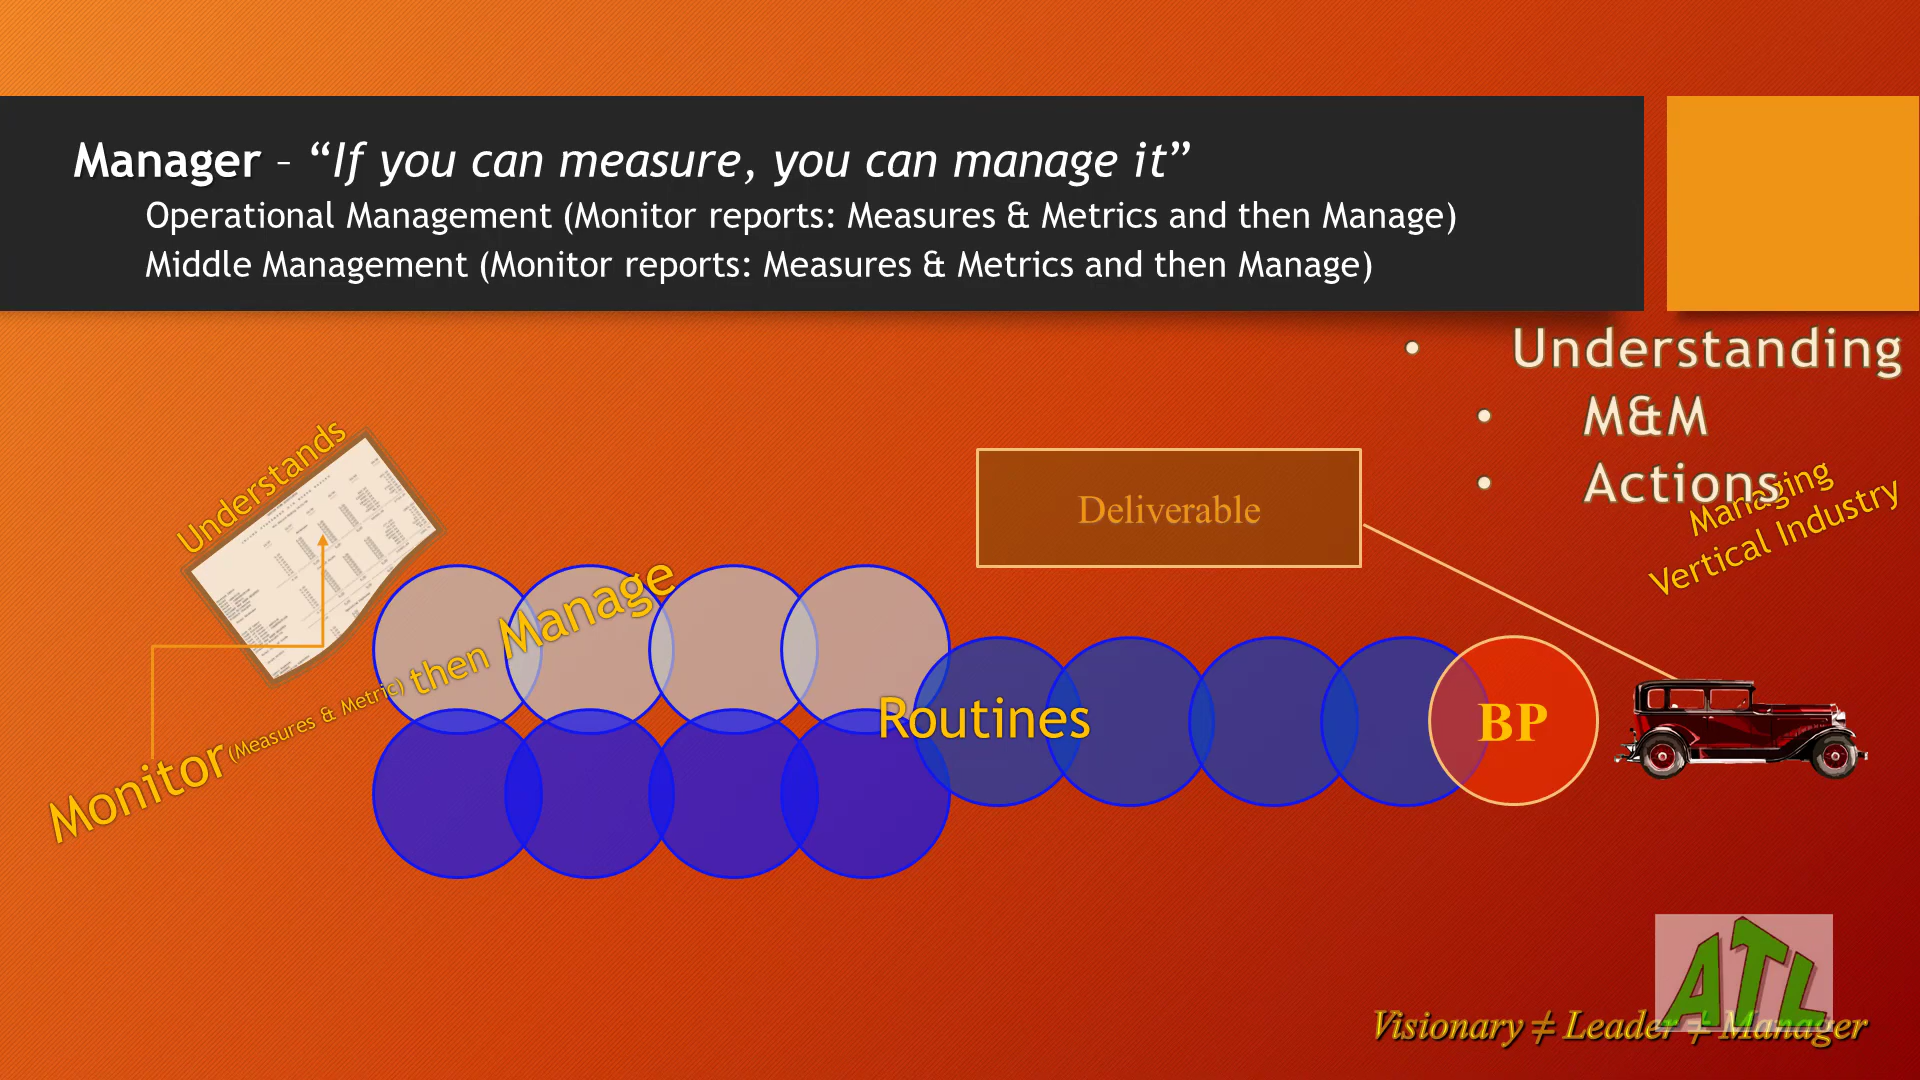 Manager – “If you can measure, you can manage it”
Operational Management (Monitor reports: Measures & Metrics and then Manage)
Middle Management (Monitor reports: Measures & Metrics and then Manage)
• Understanding
• M&M
• Actions
Managing
Vertical Industry
Understands
Deliverable
Monitor (Measures & Metric) then Manage
Routines
BP
ATL
Visionary ≠ Leader ≠ Manager